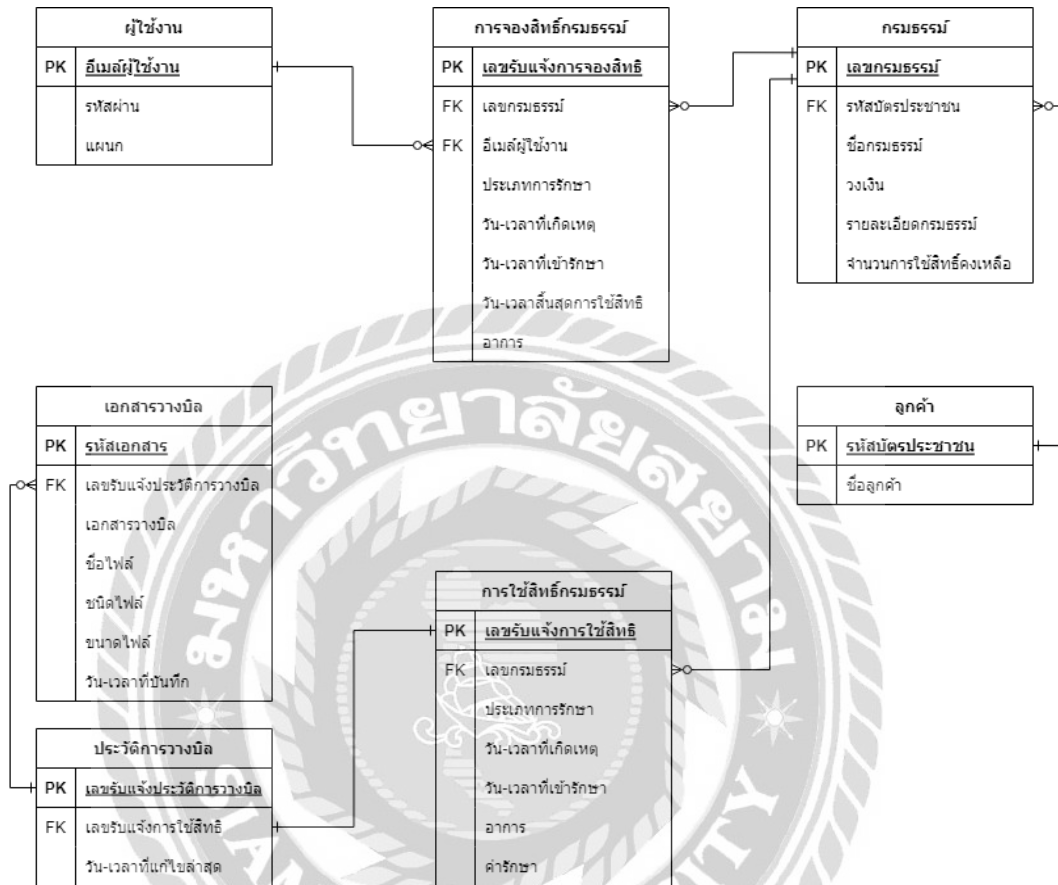 ผู้ใช้งาน
PK อีเมล์ผู้ใช้งาน
รหัสผ่าน
แผนก
การจองสิทธิ์กรมธรรม์
PK เลขรับแจ้งการจองสิทธิ
FK เลขกรมธรรม์
FK อีเมล์ผู้ใช้งาน
ประเภทการรักษา
วัน-เวลาที่เกิดเหตุ
วัน-เวลาที่เข้ารักษา
วัน-เวลาสิ้นสุดการใช้สิทธิ
อาการ
กรมธรรม์
PK เลขกรมธรรม์
FK รหัสบัตรประชาชน
ชื่อกรมธรรม์
วงเงิน
รายละเอียดกรมธรรม์
จำนวนการใช้สิทธิ์คงเหลือ
เอกสารวางบิล
PK รหัสเอกสาร
FK เลขรับแจ้งประวัติการวางบิล
เอกสารวางบิล
ชื่อไฟล์
ชนิดไฟล์
ขนาดไฟล์
วัน-เวลาที่บันทึก
ลูกค้า
PK รหัสบัตรประชาชน
ชื่อลูกค้า
การใช้สิทธิ์กรมธรรม์
PK เลขรับแจ้งการใช้สิทธิ
FK เลขกรมธรรม์
ประเภทการรักษา
วัน-เวลาที่เกิดเหตุ
วัน-เวลาที่เข้ารักษา
อาการ
ค่ารักษา
ประวัติการวางบิล
PK เลขรับแจ้งประวัติการวางบิล
FK เลขรับแจ้งการใช้สิทธิ
วัน-เวลาที่แก้ไขล่าสุด
มหาวิทยาลัยสยาม